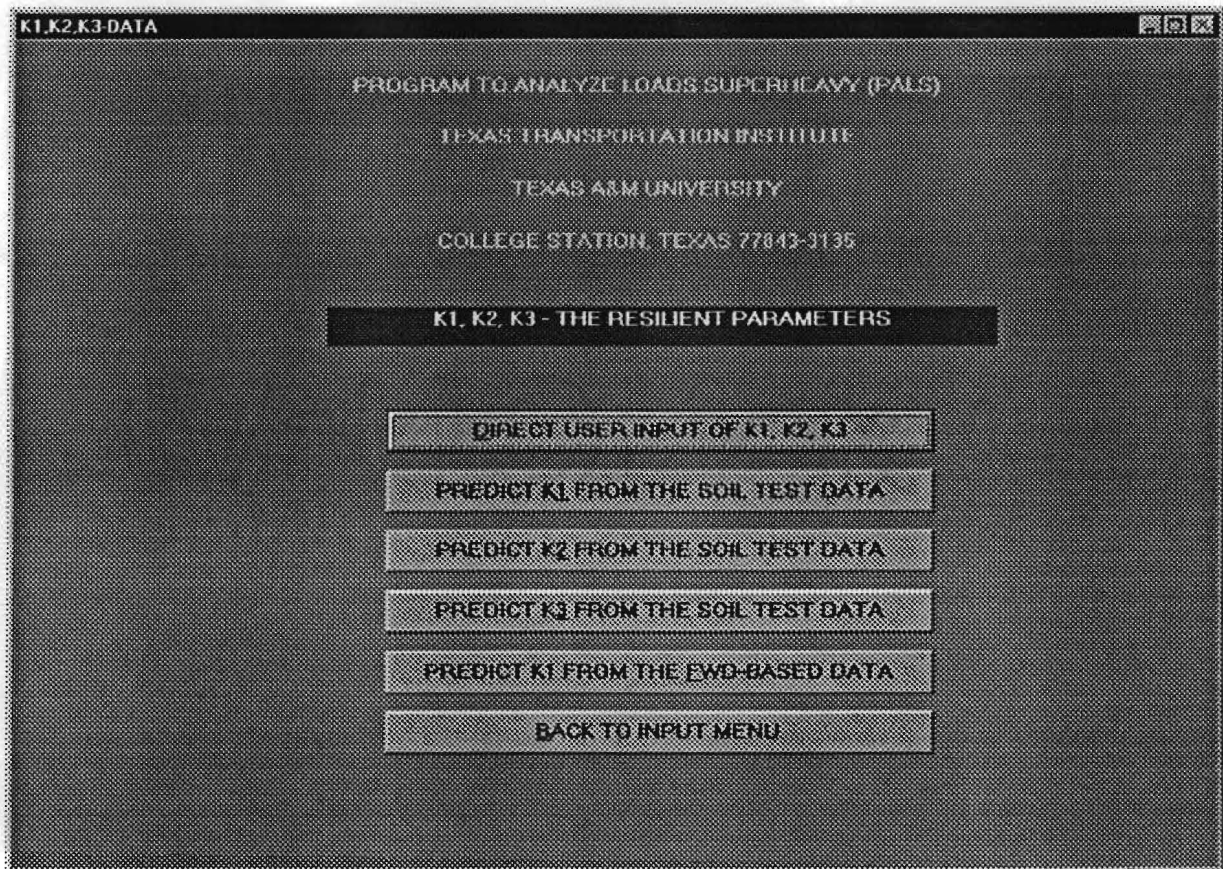 K1,K2,K3-DATA
PROGRAM TO ANALYZE LOADS SUPERHEAVY (PALS)
TEXAS TRANSPORTATION INSTITUTE
TEXAS A&M UNIVERSITY
COLLEGE STATION, TEXAS 77843-3135
K1, K2, K3 - THE RESILIENT PARAMETERS
DIRECT USER INPUT OF K1, K2, K3
PREDICT K1 FROM THE SOIL TEST DATA
PREDICT K2 FROM THE SOIL TEST DATA
PREDICT K3 FROM THE SOIL TEST DATA
PREDICT K1 FROM THE FWD-BASED DATA
BACK TO INPUT MENU